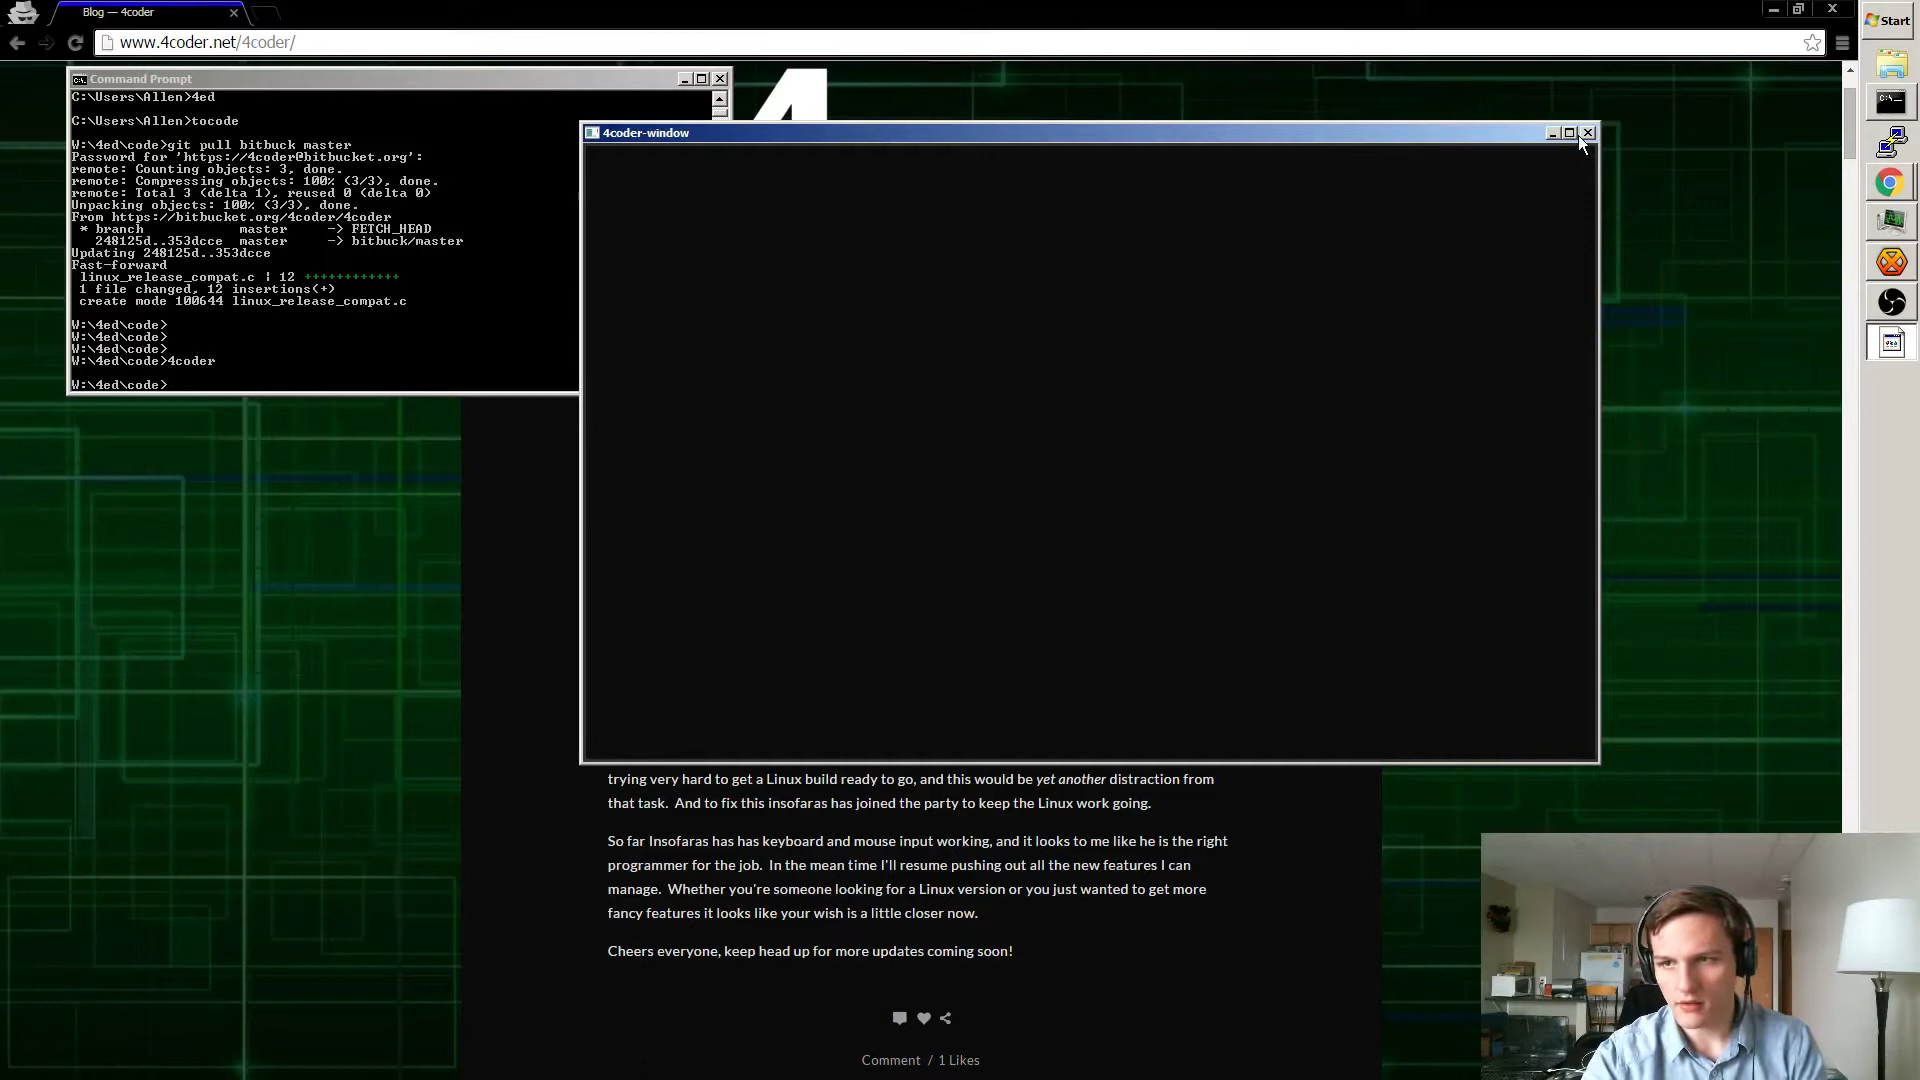 Blog — 4coder
www.4coder.net/4coder/
Start
Command Prompt
C:\Users\Allen>4ed
C:\Users\Allen>tocode
W:\4ed\code>git pull bitbuck master
Password for 'https://4coder@bitbucket.org':
remote: Counting objects: 3, done.
remote: Compressing objects: 100% (3/3), done.
remote: Total 3 (delta 1), reused 0 (delta 0)
Unpacking objects: 100% (3/3), done.
From https://bitbucket.org/4coder/4coder
* branch master -> FETCH_HEAD
248125d..353dcce master -> bitbuck/master
Updating 248125d..353dcce
Fast-forward
linux_release_compat.c | 12 ++++++++++++
1 file changed, 12 insertions(+)
create mode 100644 linux_release_compat.c
W:\4ed\code>
W:\4ed\code>
W:\4ed\code>
W:\4ed\code>4coder
W:\4ed\code>
4
4coder-window
trying very hard to get a Linux build ready to go, and this would be yet another distraction from
that task. And to fix this insofaras has joined the party to keep the Linux work going.
So far Insofaras has has keyboard and mouse input working, and it looks to me like he is the right
programmer for the job. In the mean time I'll resume pushing out all the new features I can
manage. Whether you're someone looking for a Linux version or you just wanted to get more
fancy features it looks like your wish is a little closer now.
Cheers everyone, keep head up for more updates coming soon!
Comment / 1 Likes